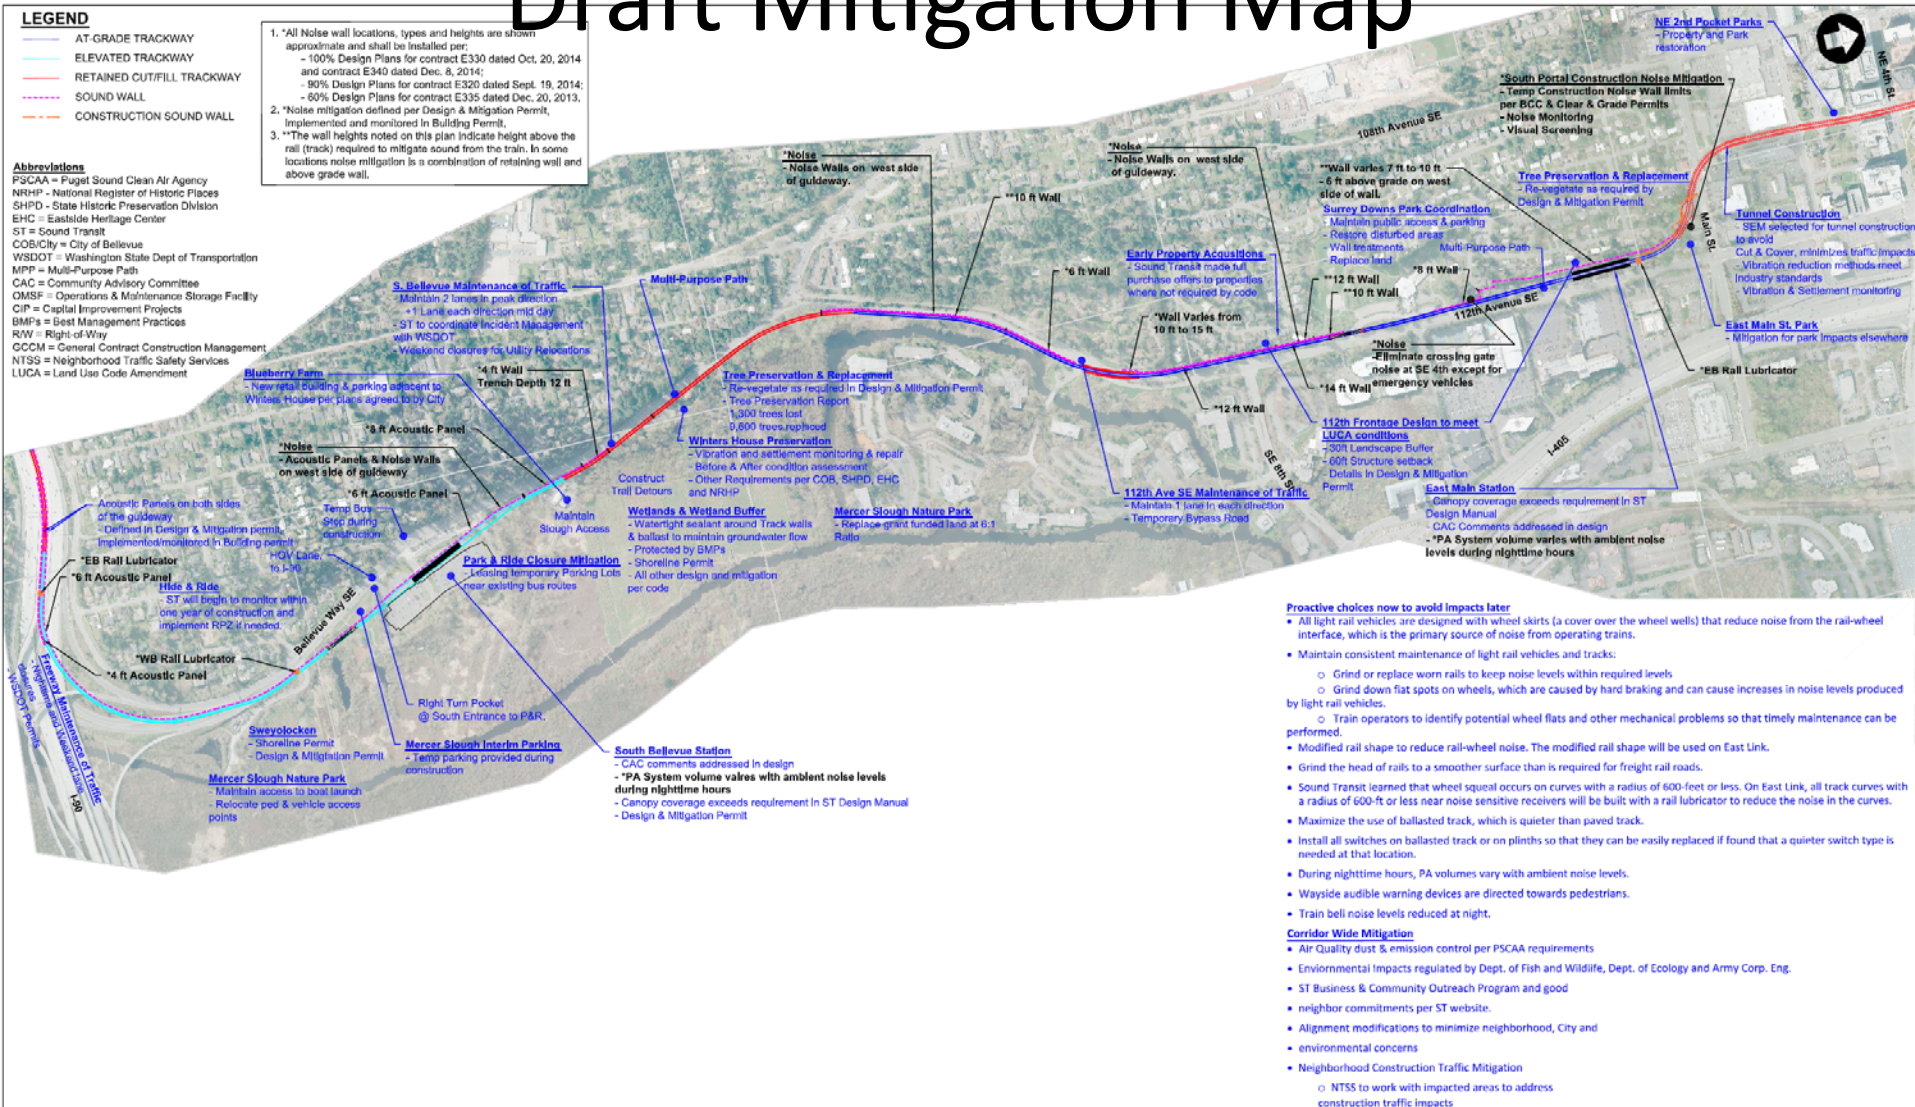 Draft Mitigation Map
LEGEND
AT-GRADE TRACKWAY
ELEVATED TRACKWAY
RETAINED CUT/FILL TRACKWAY
SOUND WALL
CONSTRUCTION SOUND WALL
1. *All Noise wall locations, types and heights are shown
approximate and shall be installed per;
- 100% Design Plans for contract E330 dated Oct. 20, 2014
and contract E340 dated Dec. 8, 2014;
- 90% Design Plans for contract E320 dated Sept. 19, 2014;
- 60% Design Plans for contract E335 dated Dec. 20, 2013.
2. *Noise mitigation defined per Design & Mitigation Permit,
Implemented and monitored in Building Permit.
3. **The wall heights noted on this plan indicate height above the
rail (track) required to mitigate sound from the train. In some
locations noise mitigation is a combination of retaining wall and
above grade wall.
Abbreviations
PSCAA = Puget Sound Clean Air Agency
NRHP - National Register of Historic Places
SHPD - State Historic Preservation Division
EHC = Eastside Heritage Center
ST = Sound Transit
COB/City = City of Bellevue
WSDOT = Washington State Dept of Transportation
MPP = Multi-Purpose Path
CAC = Community Advisory Committee
OMSF = Operations & Maintenance Storage Facility
CIP = Capital Improvement Projects
BMPs = Best Management Practices
R/W = Right-of-Way
GCCM = General Contract Construction Management
NTSS = Neighborhood Traffic Safety Services
LUCA = Land Use Code Amendment
NE 2nd Pocket Parks
- Property and Park
restoration
NE 4th St.
*South Portal Construction Noise Mitigation
- Temp Construction Noise Wall limits
per BCC & Clear & Grade Permits
- Noise Monitoring
- Visual Screening
108th Avenue SE
*Noise
- Noise Walls on west side
of guideway.
**10 ft Wall
*Noise
- Noise Walls on west side
of guideway.
**Wall varies 7 ft to 10 ft
- 6 ft above grade on west
side of wall.
Tree Preservation & Replacement
- Re-vegetate as required by
Design & Mitigation Permit
Surrey Downs Park Coordination
- Maintain public access & parking
- Restore disturbed areas
Wall treatments
Replace land
Multi-Purpose Path
Main St.
Tunnel Construction
- SEM selected for tunnel construction
to avoid
Cut & Cover, minimizes traffic impacts
- Vibration reduction methods meet
industry standards
- Vibration & Settlement monitoring
Early Property Acqusitions
- Sound Transit made full
purchase offers to properties
where not required by code
*6 ft Wall
**12 ft Wall
**10 ft Wall
*8 ft Wall
112th Avenue SE
East Main St. Park
- Mitigation for park impacts elsewhere
*EB Rail Lubricator
*Wall Varies from
10 ft to 15 ft
*Noise
-Eliminate crossing gate
noise at SE 4th except for
emergency vehicles
*14 ft Wall
*12 ft Wall
S. Bellevue Maintenance of Traffic
- Maintain 2 lanes in peak direction
+1 Lane each direction mid day
- ST to coordinate Incident Management
with WSDOT
- Weekend closures for Utility Relocations
Multi-Purpose Path
*4 ft Wall
Trench Depth 12 ft
Blueberry Farm
- New retail building & parking adjacent to
Winters House per plans agreed to by City
Tree Preservation & Replacement
- Re-vegetate as required in Design & Mitigation Permit
- Tree Preservation Report
1,300 trees lost
9,600 trees replaced
*8 ft Acoustic Panel
*Noise
- Acoustic Panels & Noise Walls
on west side of guideway
*6 ft Acoustic Panel
Winters House Preservation
- Vibration and settlement monitoring & repair
- Before & After condition assessment
- Other Requirements per COB, SHPD, EHC
and NRHP
Construct
Trail Detours
112th Frontage Design to meet
LUCA conditions
- 30ft Landscape Buffer
- 60ft Structure setback
Details in Design & Mitigation
Permit
SE 8th St
I-405
East Main Station
- Canopy coverage exceeds requirement in ST
Design Manual
- CAC Comments addressed in design
- *PA System volume varies with ambient noise
levels during nighttime hours
112th Ave SE Maintenance of Traffic
- Maintain 1 lane in each direction
- Temporary Bypass Road
Acoustic Panels on both sides
of the guideway
- Defined in Design & Mitigation permit,
implemented/monitored in Building permit
Temp Bus
Stop during
construction
Maintain
Slough Access
Wetlands & Wetland Buffer
- Watertight sealant around Track walls
& ballast to maintain groundwater flow
- Protected by BMPs
- Shoreline Permit
- All other design and mitigation
per code
Mercer Slough Nature Park
- Replace grant funded land at 6:1
Ratio
HOV Lane
to I-90
*EB Rail Lubricator
*6 ft Acoustic Panel
Park & Ride Closure Mitigation
- Leasing temporary Parking Lots
near existing bus routes
Hide & Ride
- ST will begin to monitor within
one year of construction and
implement RPZ if needed.
Bellevue Way SE
*WB Rail Lubricator
*4 ft Acoustic Panel
Freeway Maintenance of Traffic
- Nighttime and Weekend lane
closures
- WSDOT Permits
I-90
Right Turn Pocket
@ South Entrance to P&R.
Sweyolocken
- Shoreline Permit
- Design & Mitigtation Permit
Mercer Slough Interim Parking
- Temp parking provided during
construction
Mercer Slough Nature Park
- Maintain access to boat launch
- Relocate ped & vehicle access
points
South Bellevue Station
- CAC comments addressed in design
- *PA System volume vaires with ambient noise levels
during nighttime hours
- Canopy coverage exceeds requirement in ST Design Manual
- Design & Mitigation Permit
Proactive choices now to avoid impacts later
• All light rail vehicles are designed with wheel skirts (a cover over the wheel wells) that reduce noise from the rail-wheel
interface, which is the primary source of noise from operating trains.
• Maintain consistent maintenance of light rail vehicles and tracks:
o Grind or replace worn rails to keep noise levels within required levels
o Grind down flat spots on wheels, which are caused by hard braking and can cause increases in noise levels produced
by light rail vehicles.
o Train operators to identify potential wheel flats and other mechanical problems so that timely maintenance can be
performed.
• Modified rail shape to reduce rail-wheel noise. The modified rail shape will be used on East Link.
• Grind the head of rails to a smoother surface than is required for freight rail roads.
• Sound Transit learned that wheel squeal occurs on curves with a radius of 600-feet or less. On East Link, all track curves with
a radius of 600-ft or less near noise sensitive receivers will be built with a rail lubricator to reduce the noise in the curves.
• Maximize the use of ballasted track, which is quieter than paved track.
• Install all switches on ballasted track or on plinths so that they can be easily replaced if found that a quieter switch type is
needed at that location.
• During nighttime hours, PA volumes vary with ambient noise levels.
• Wayside audible warning devices are directed towards pedestrians.
• Train bell noise levels reduced at night.
Corridor Wide Mitigation
• Air Quality dust & emission control per PSCAA requirements
• Enviornmental Impacts regulated by Dept. of Fish and Wildlife, Dept. of Ecology and Army Corp. Eng.
• ST Business & Community Outreach Program and good
• neighbor commitments per ST website.
• Alignment modifications to minimize neighborhood, City and
• environmental concerns
• Neighborhood Construction Traffic Mitigation
o NTSS to work with impacted areas to address
construction traffic impacts